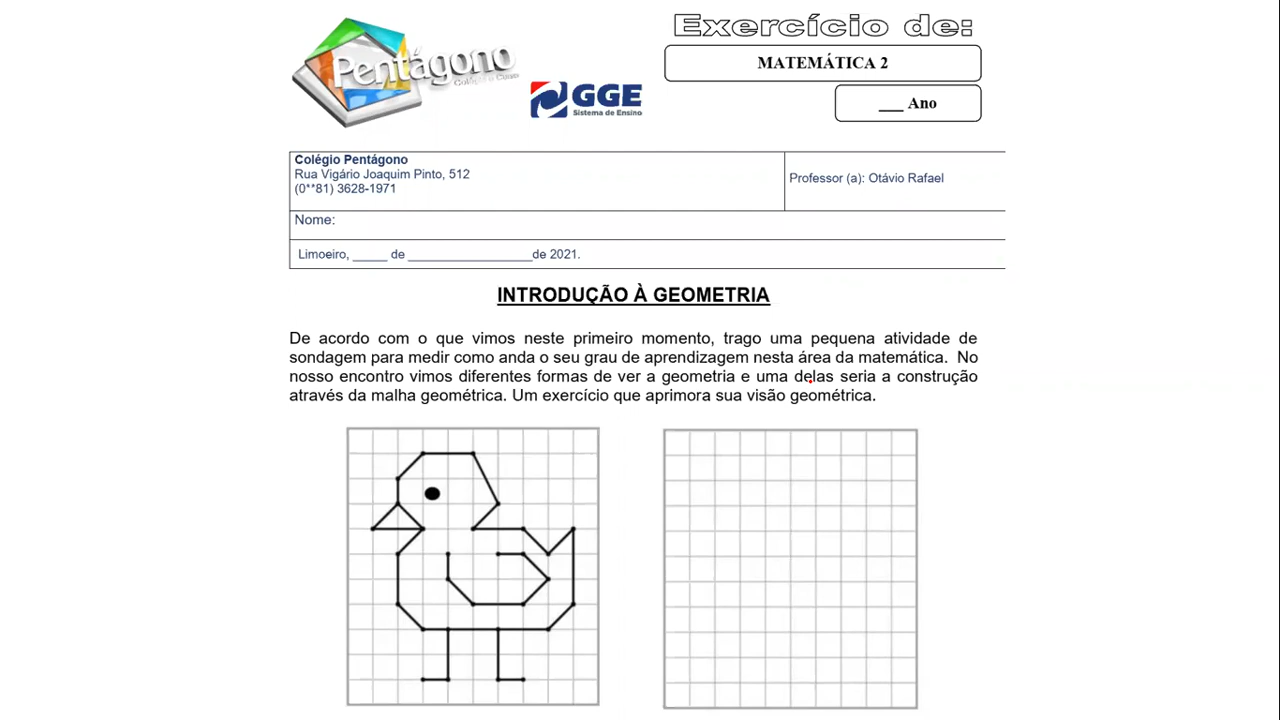 Exercício de:
Pentágono
Colégio e Curso
GGE
Sistema de Ensino
MATEMÁTICA 2
___ Ano
Colégio Pentágono
Rua Vigário Joaquim Pinto, 512
(0**81) 3628-1971
Professor (a): Otávio Rafael
Nome:
Limoeiro, _____ de __________________de 2021.
INTRODUÇÃO À GEOMETRIA
De acordo com o que vimos neste primeiro momento, trago uma pequena atividade de
sondagem para medir como anda o seu grau de aprendizagem nesta área da matemática. No
nosso encontro vimos diferentes formas de ver a geometria e uma delas seria a construção
através da malha geométrica. Um exercício que aprimora sua visão geométrica.